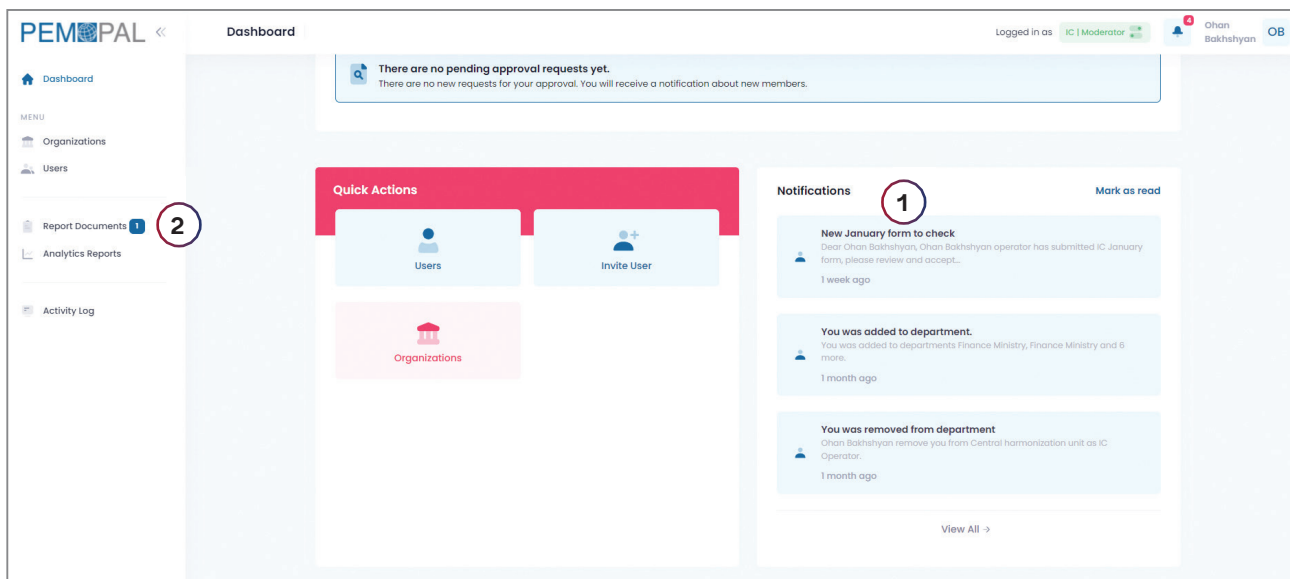 PEMPAL «
Dashboard
Logged in as
IC | Moderator
4
Ohan
Bakhshyan
OB
Dashboard
MENU
Organizations
Users
Report Documents 1
2
Analytics Reports
Activity Log
There are no pending approval requests yet.
There are no new requests for your approval. You will receive a notification about new members.
Quick Actions
Users
Invite User
Organizations
Notifications
1
Mark as read
New January form to check
Dear Ohan Bakhshyan, Ohan Bakhshyan operator has submitted IC January
form, please review and accept...
1 week ago
You was added to department.
You was added to departments Finance Ministry, Finance Ministry and 6
more.
1 month ago
You was removed from department
Ohan Bakhshyan remove you from Central harmonization unit as IC
Operator.
1 month ago
View All →